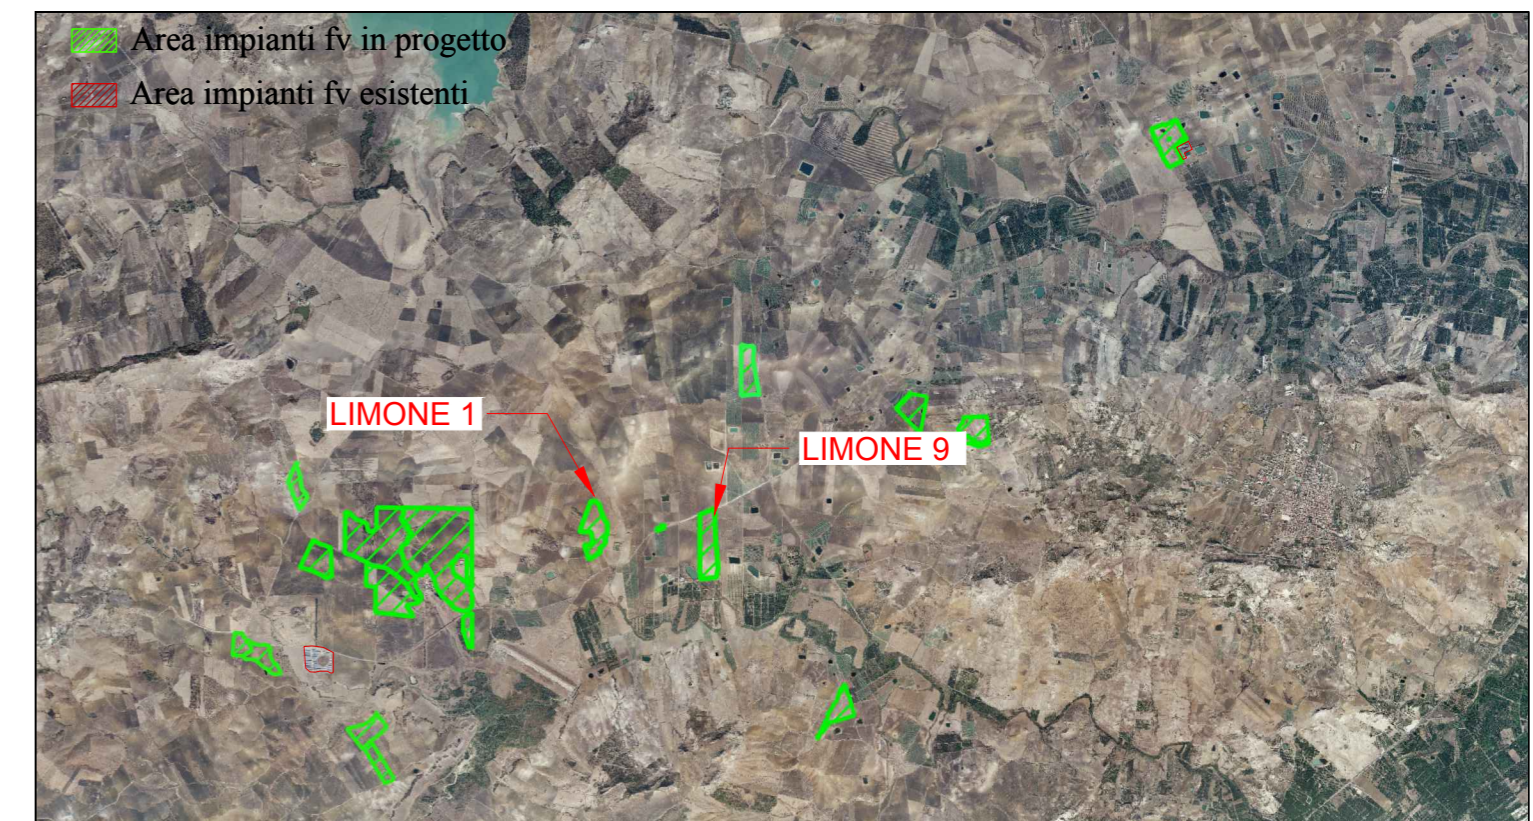 Area impianti fv in progetto
Area impianti fv esistenti
LIMONE 1
LIMONE 9